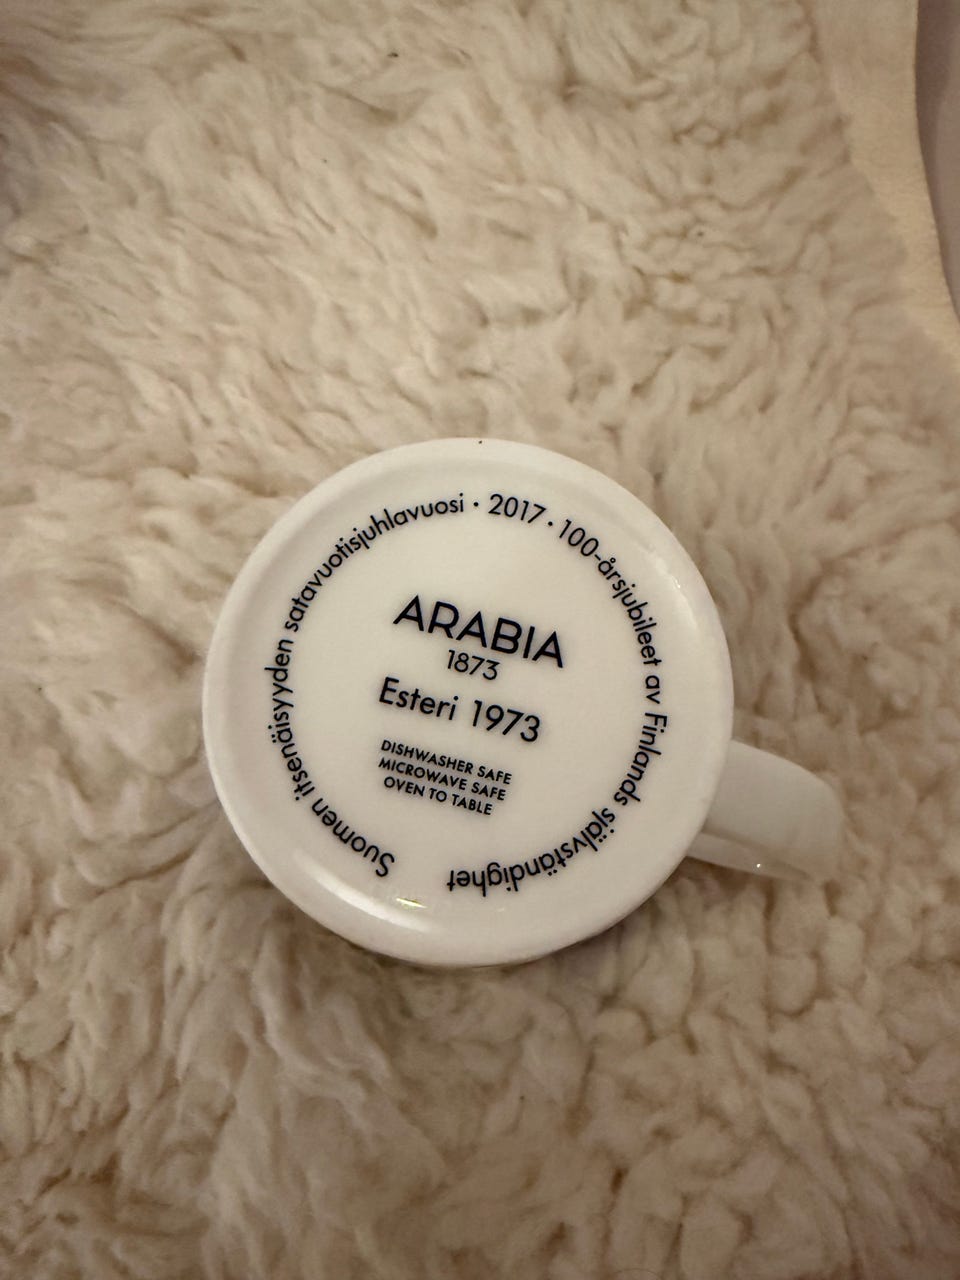 Suomen itsenäisyyden satavuotisjuhlavuosi · 2017 · 100-årsjubileet av Finlands självständighet
ARABIA
1873
Esteri 1973
DISHWASHER SAFE
MICROWAVE SAFE
OVEN TO TABLE